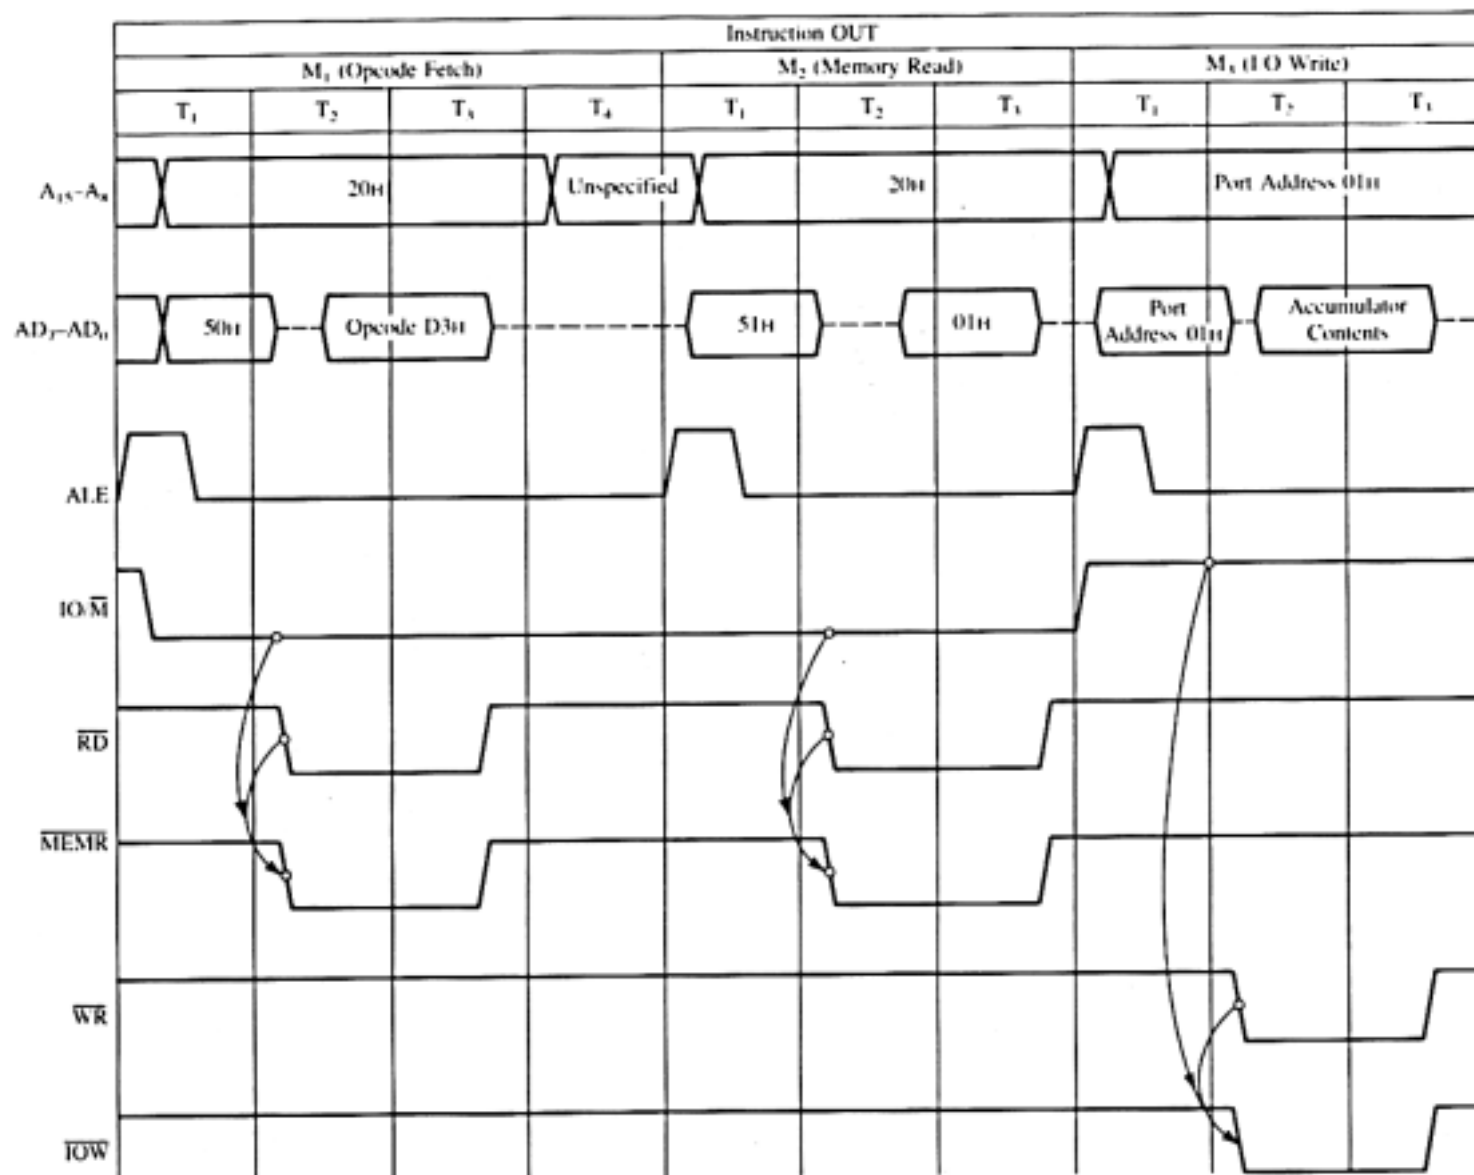 Instruction OUT
M₁ (Opcode Fetch) M₂ (Memory Read) M₃ (I O Write)
T₁ T₂ T₃ T₄ T₁ T₂ T₃ T₁ T₂ T₃
A₁₅–A₈ 20H Unspecified 20H Port Address 01H
AD₇–AD₀ 50H Opcode D3H 51H 01H Port Address 01H Accumulator Contents
ALE
IO/M̅
R̅D̅
M̅E̅M̅R̅
W̅R̅
I̅O̅W̅